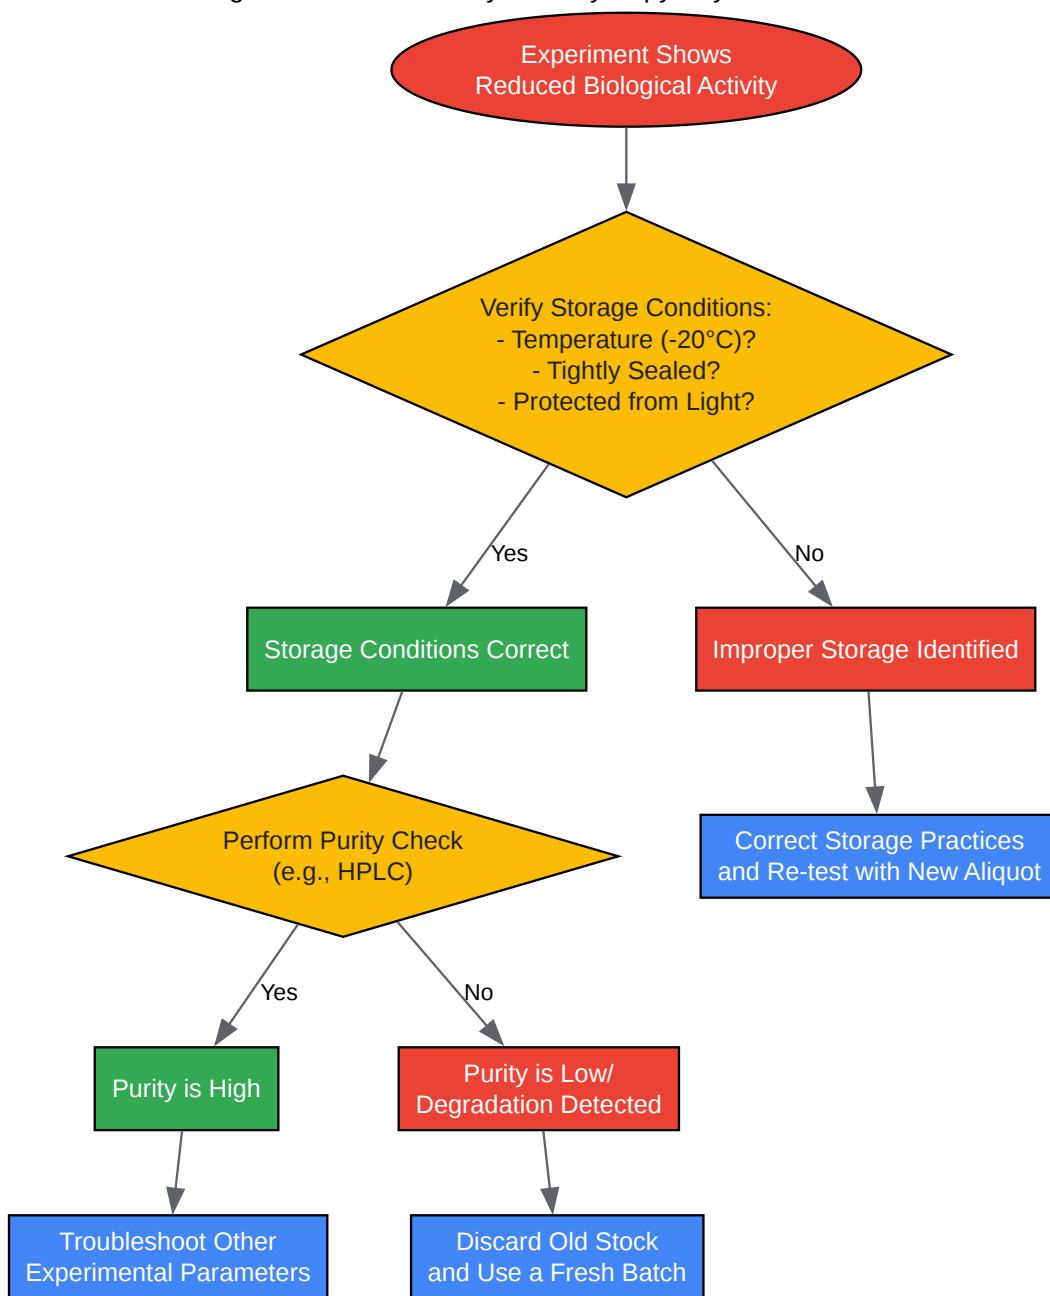 Experiment Shows
Reduced Biological Activity
Verify Storage Conditions:
- Temperature (-20°C)?
- Tightly Sealed?
- Protected from Light?
Yes
No
Storage Conditions Correct
Improper Storage Identified
Perform Purity Check
(e.g., HPLC)
Correct Storage Practices
and Re-test with New Aliquot
Yes
No
Purity is High
Purity is Low/
Degradation Detected
Troubleshoot Other
Experimental Parameters
Discard Old Stock
and Use a Fresh Batch